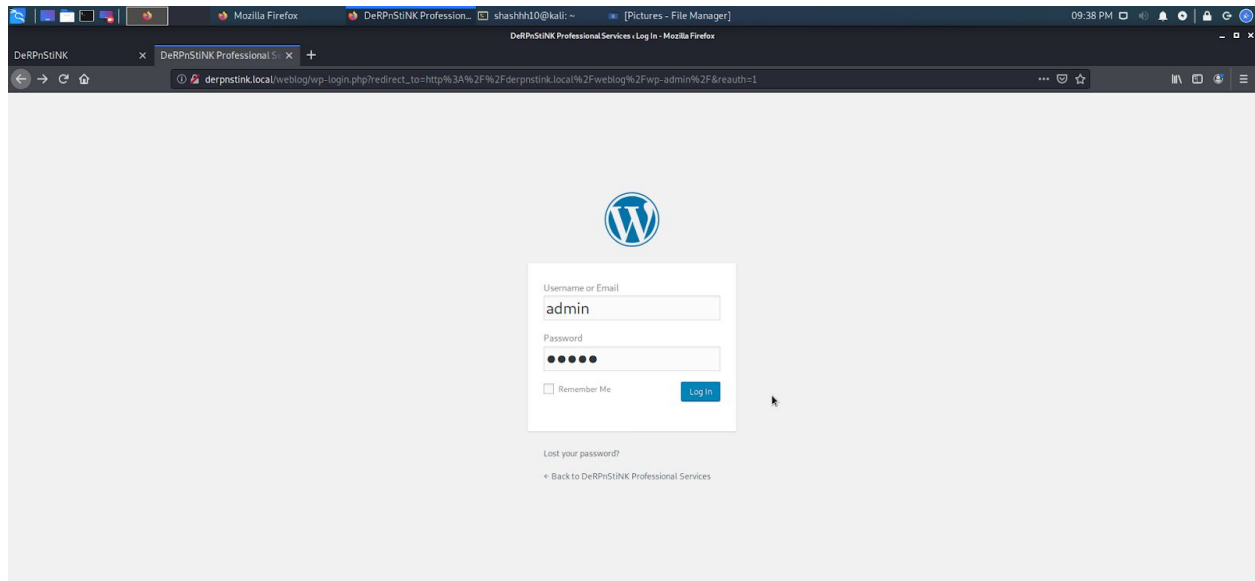 Mozilla Firefox DeRPnStiNK Profession... shashhh10@kali: ~ [Pictures - File Manager] 09:38 PM
DeRPnStiNK Professional Services ‹ Log In - Mozilla Firefox
DeRPnStiNK DeRPnStiNK Professional Se
derpnstink.local/weblog/wp-login.php?redirect_to=http%3A%2F%2Fderpnstink.local%2Fweblog%2Fwp-admin%2F&reauth=1
Username or Email
admin
Password
●●●●●
Remember Me Log In
Lost your password?
← Back to DeRPnStiNK Professional Services